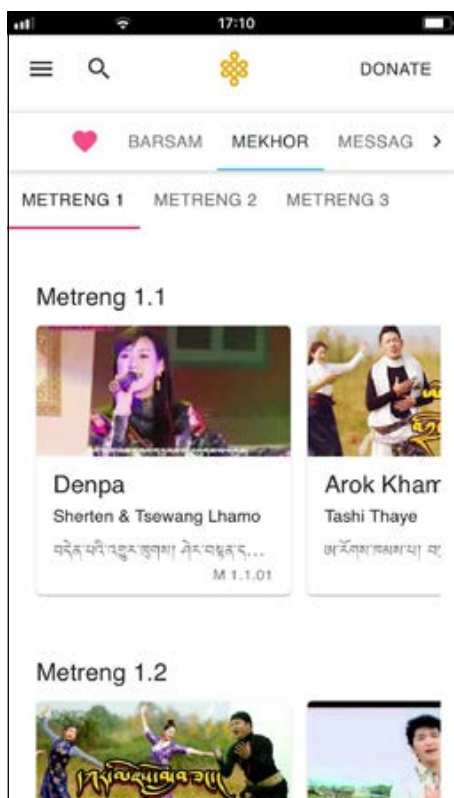 17:10
DONATE
BARSAM MEKHOR MESSAG
METRENG 1 METRENG 2 METRENG 3
Metreng 1.1
Denpa
Sherten & Tsewang Lhamo
M 1.1.01
Arok Kham
Tashi Thaye
Metreng 1.2